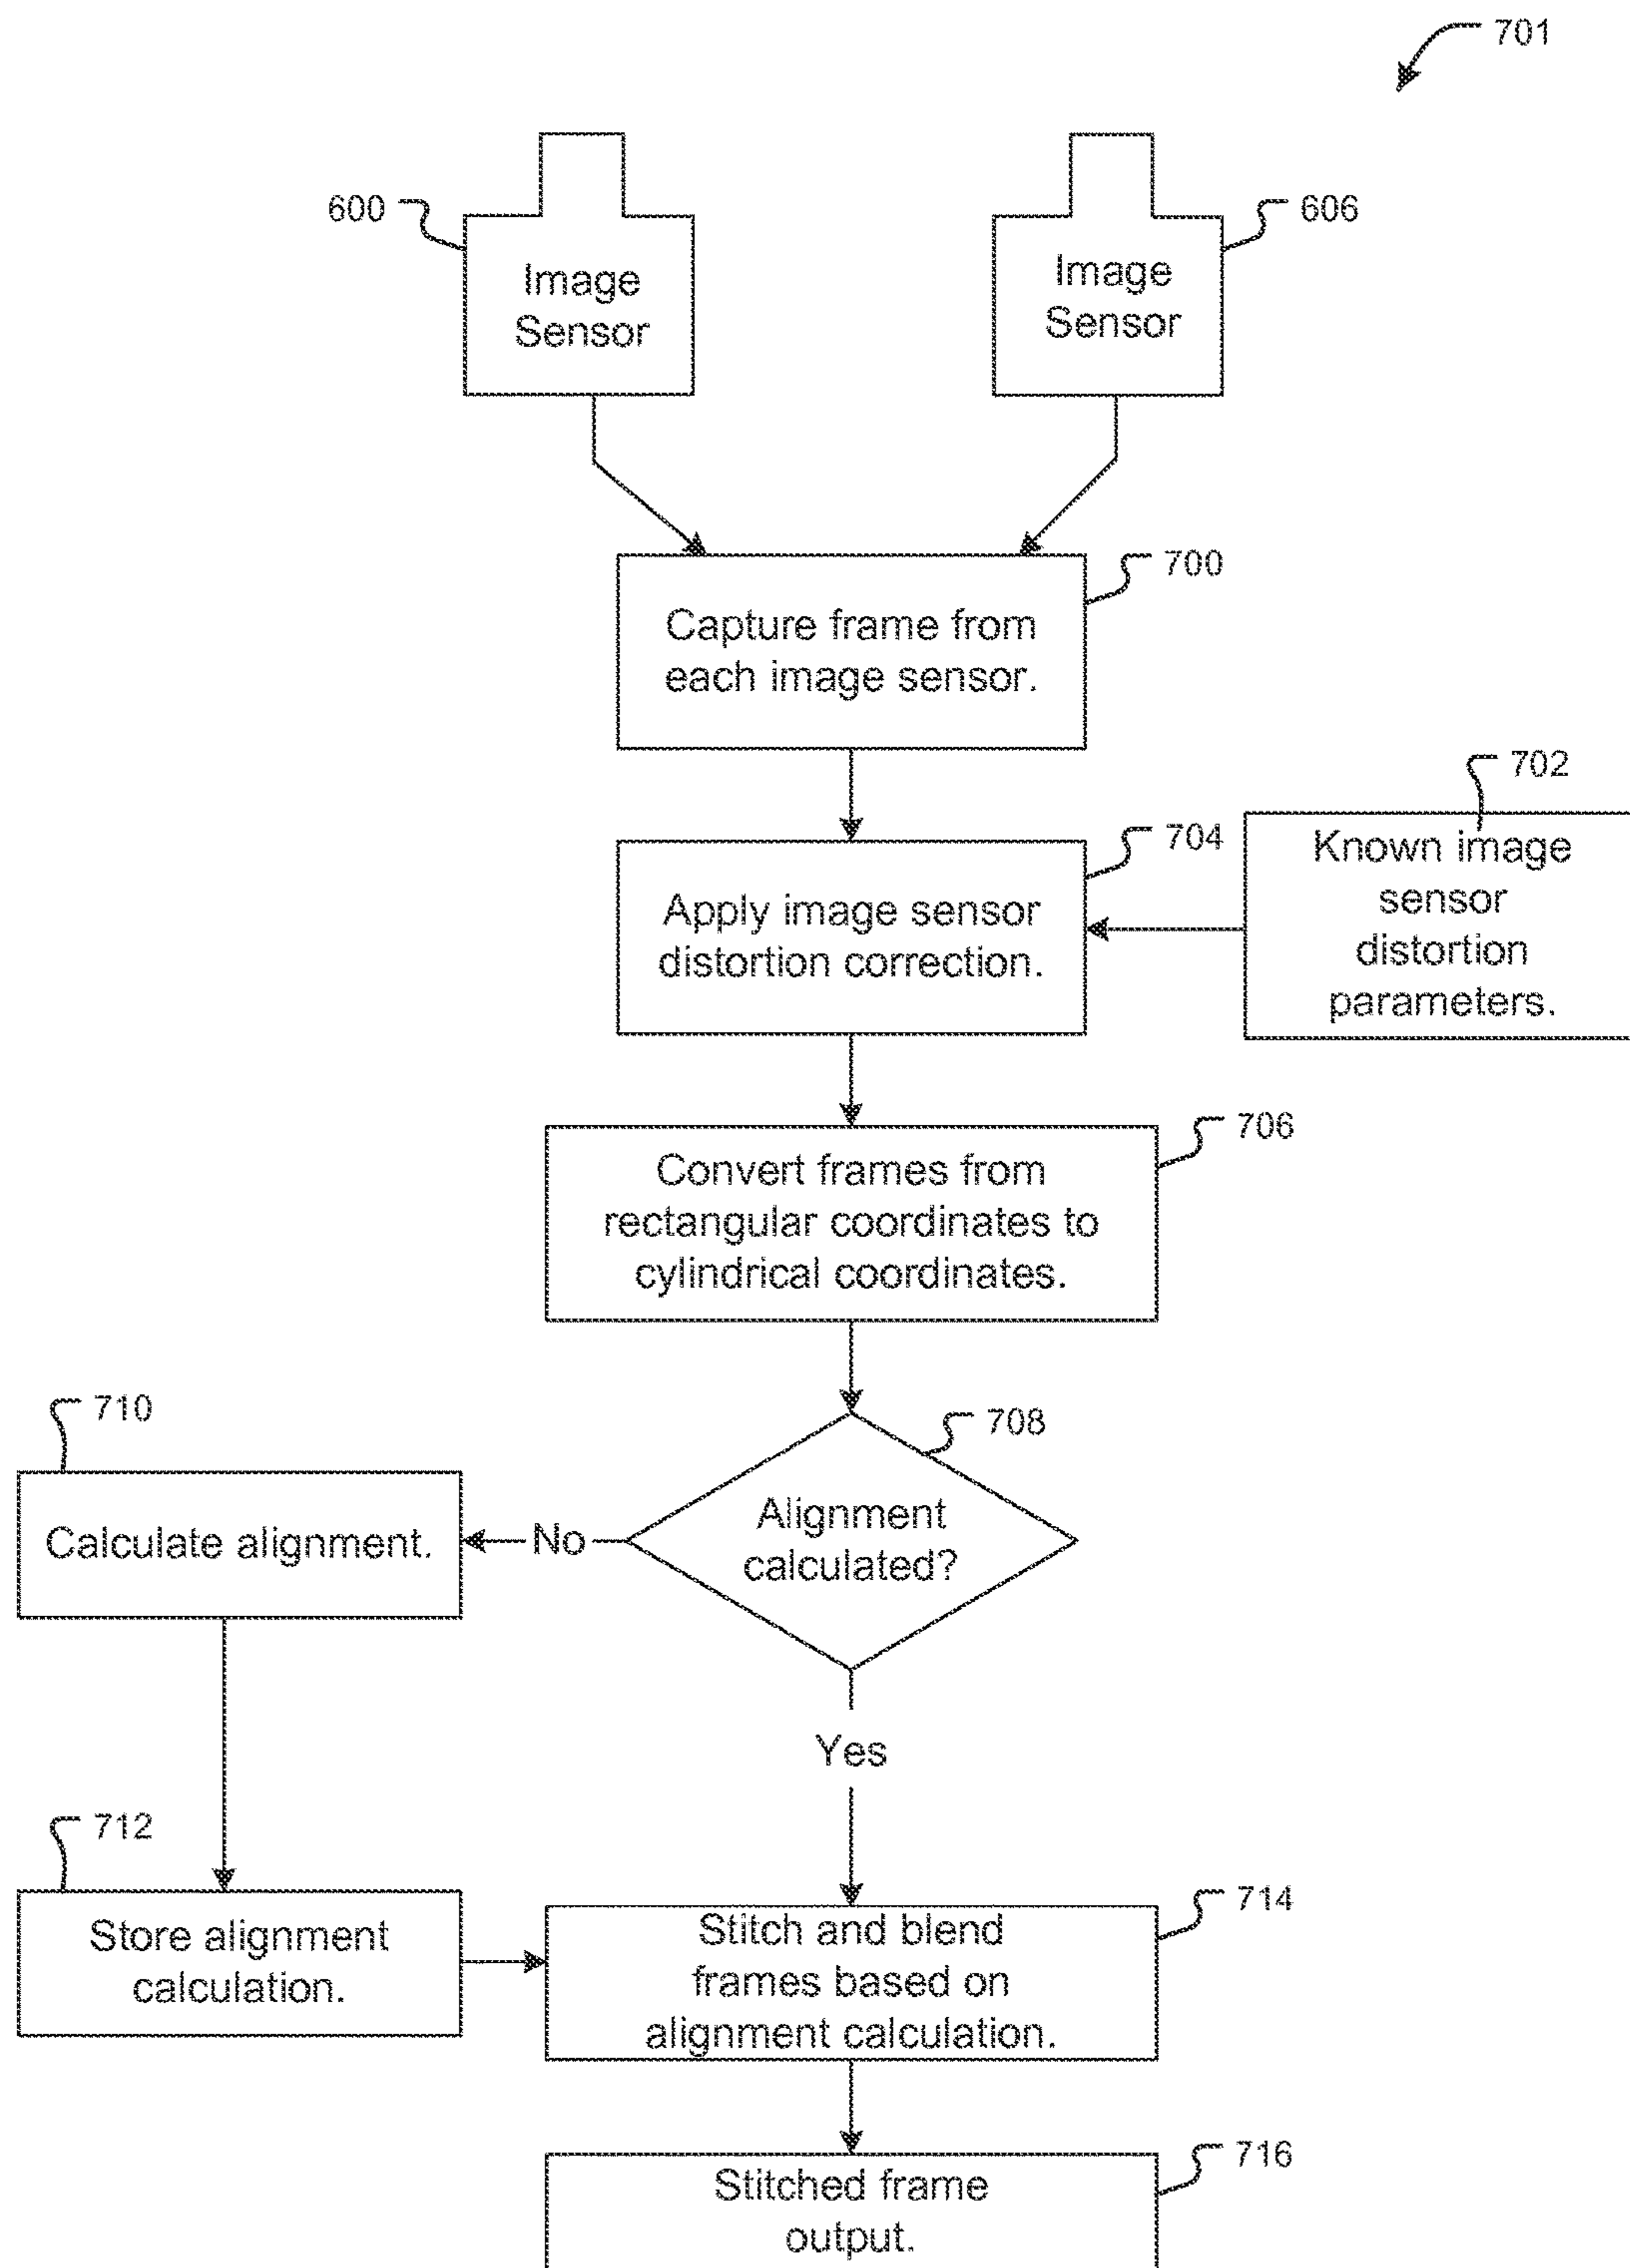 701
600
Image
Sensor
606
Image
Sensor
700
Capture frame from
each image sensor.
702
Known image
sensor
distortion
parameters.
704
Apply image sensor
distortion correction.
706
Convert frames from
rectangular coordinates to
cylindrical coordinates.
708
Alignment
calculated?
No
710
Calculate alignment.
Yes
712
Store alignment
calculation.
714
Stitch and blend
frames based on
alignment calculation.
716
Stitched frame
output.